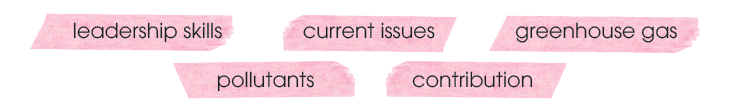 leadership skills current issues greenhouse gas
pollutants contribution